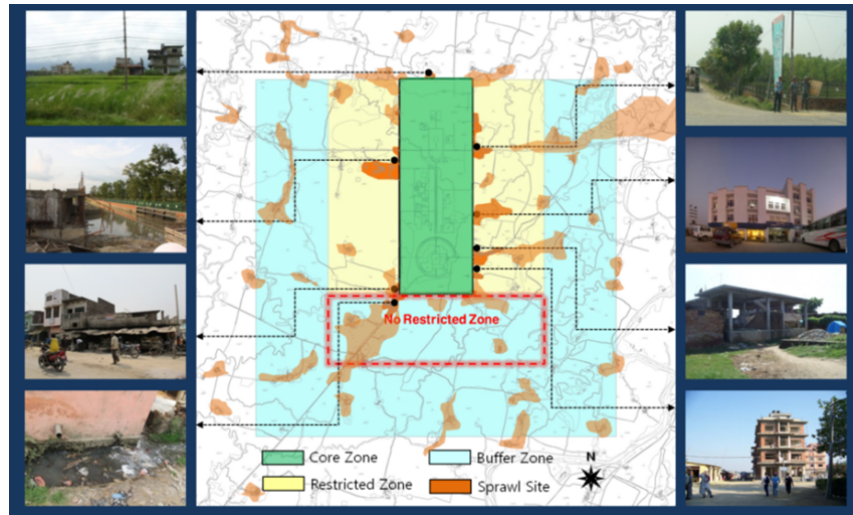 No Restricted Zone
Core Zone
Buffer Zone
N
Restricted Zone
Sprawl Site